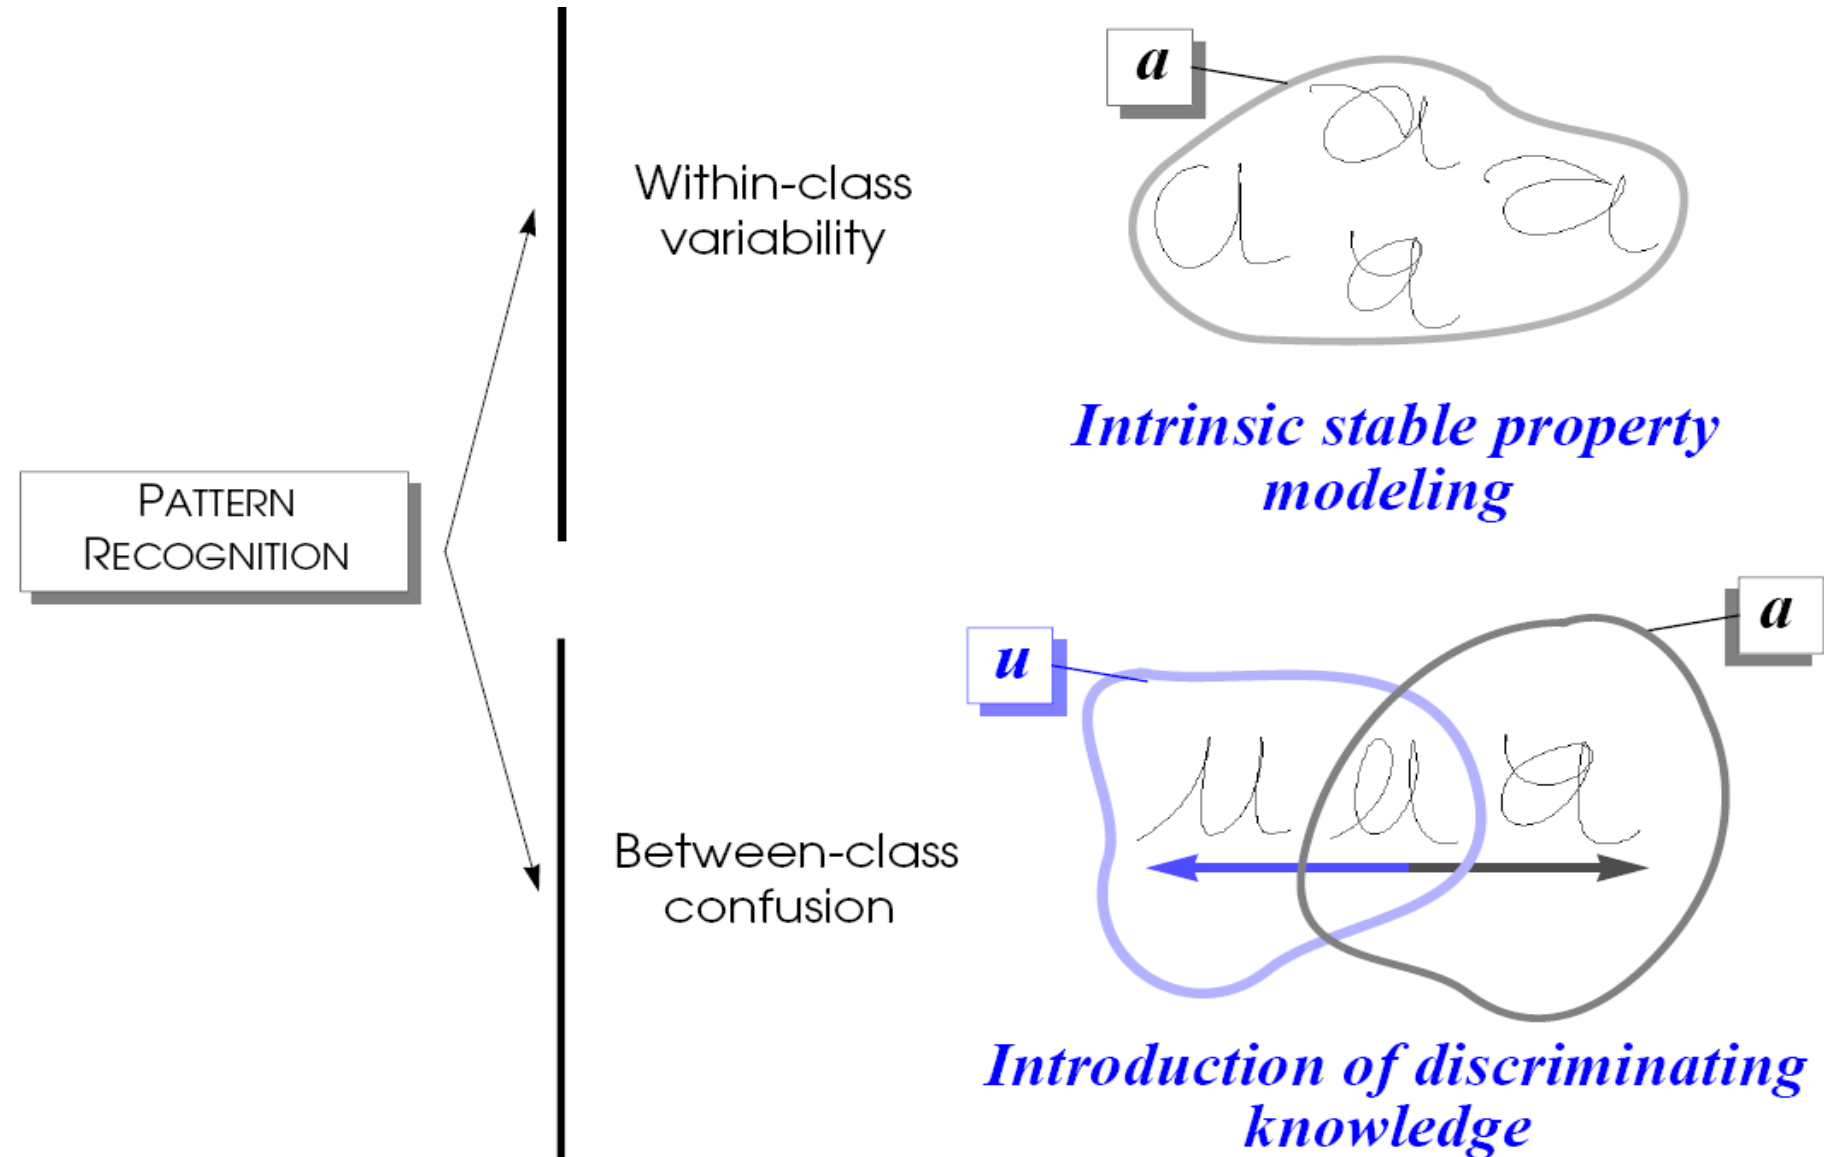 PATTERN
RECOGNITION
Within-class
variability
a
a
a
a
a
Intrinsic stable property
modeling
Between-class
confusion
u
a
u
u
a
Introduction of discriminating
knowledge